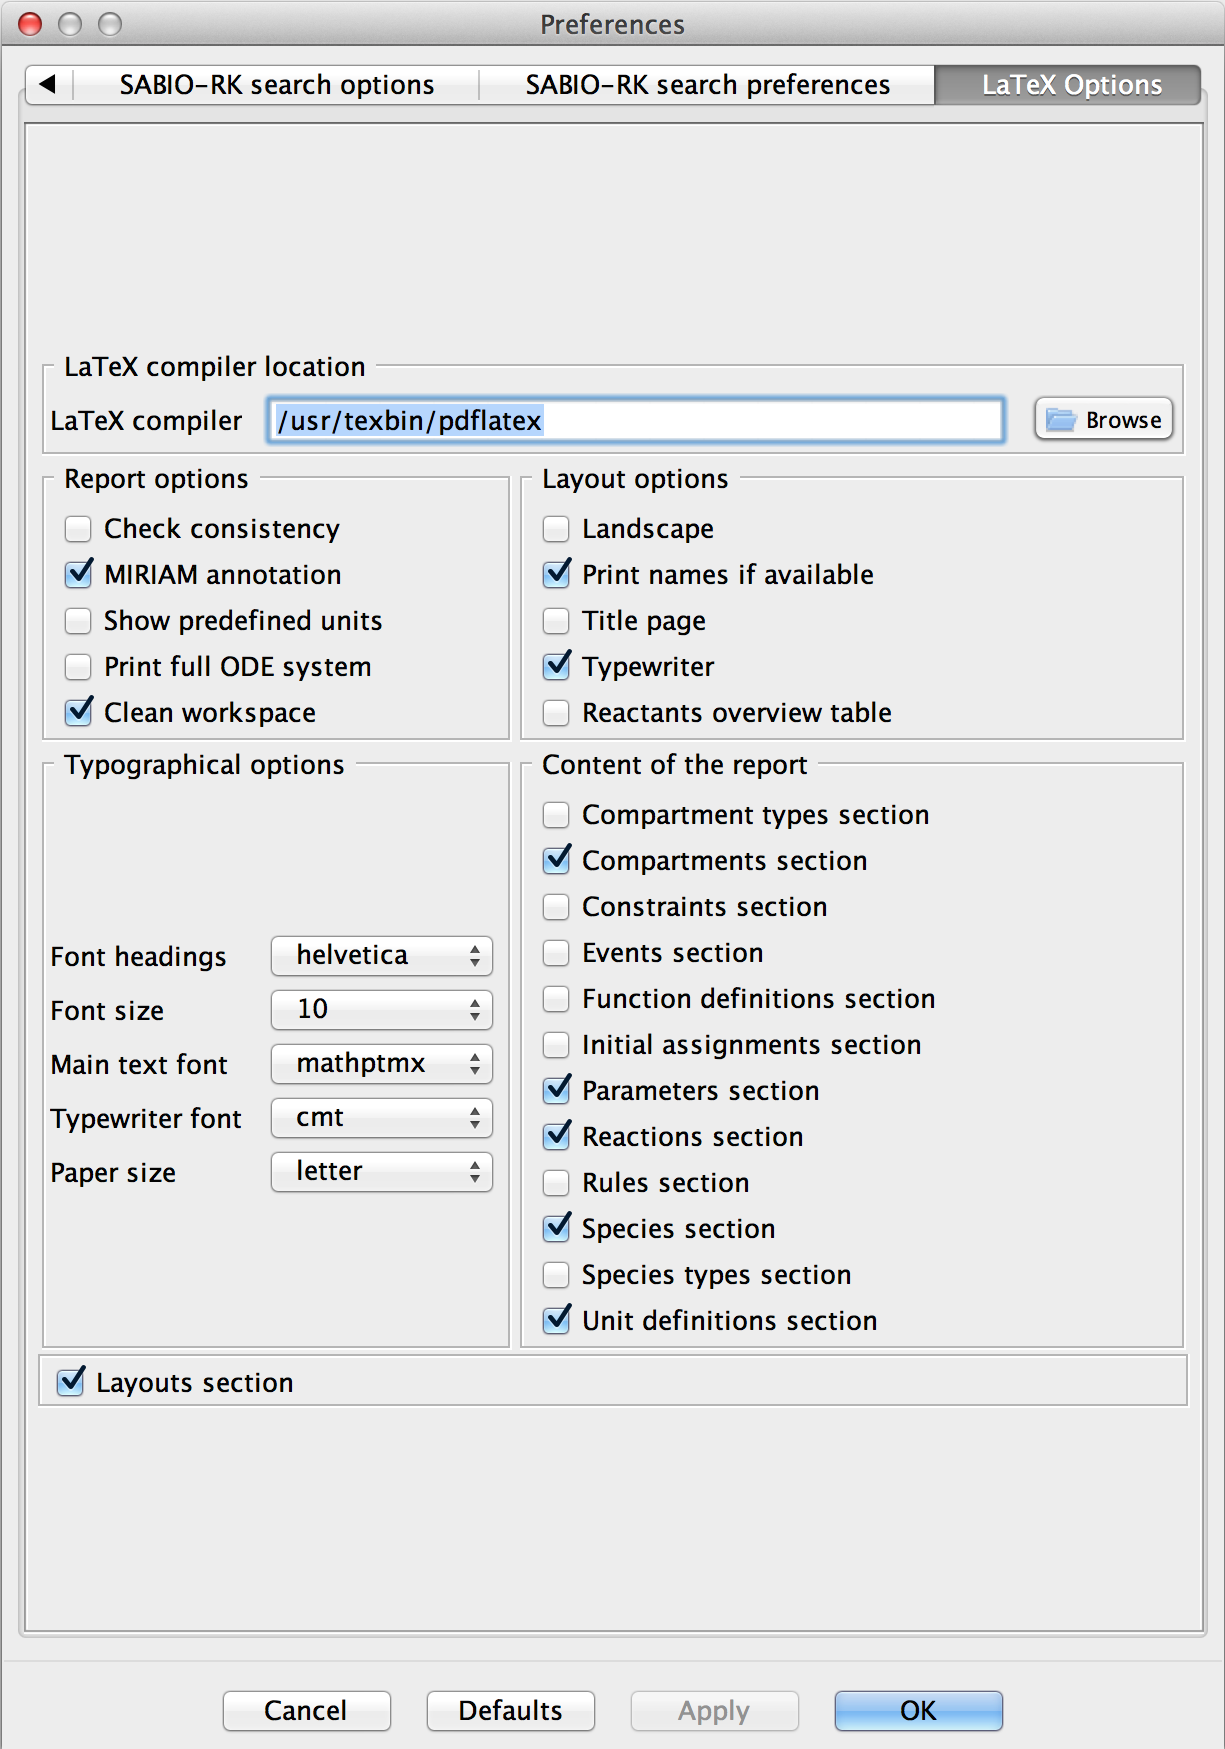 Preferences
SABIO-RK search options SABIO-RK search preferences LaTeX Options
LaTeX compiler location
LaTeX compiler /usr/texbin/pdflatex Browse
Report options
Check consistency
MIRIAM annotation
Show predefined units
Print full ODE system
Clean workspace
Layout options
Landscape
Print names if available
Title page
Typewriter
Reactants overview table
Typographical options
Font headings helvetica
Font size 10
Main text font mathptmx
Typewriter font cmt
Paper size letter
Content of the report
Compartment types section
Compartments section
Constraints section
Events section
Function definitions section
Initial assignments section
Parameters section
Reactions section
Rules section
Species section
Species types section
Unit definitions section
Layouts section
Cancel Defaults Apply OK